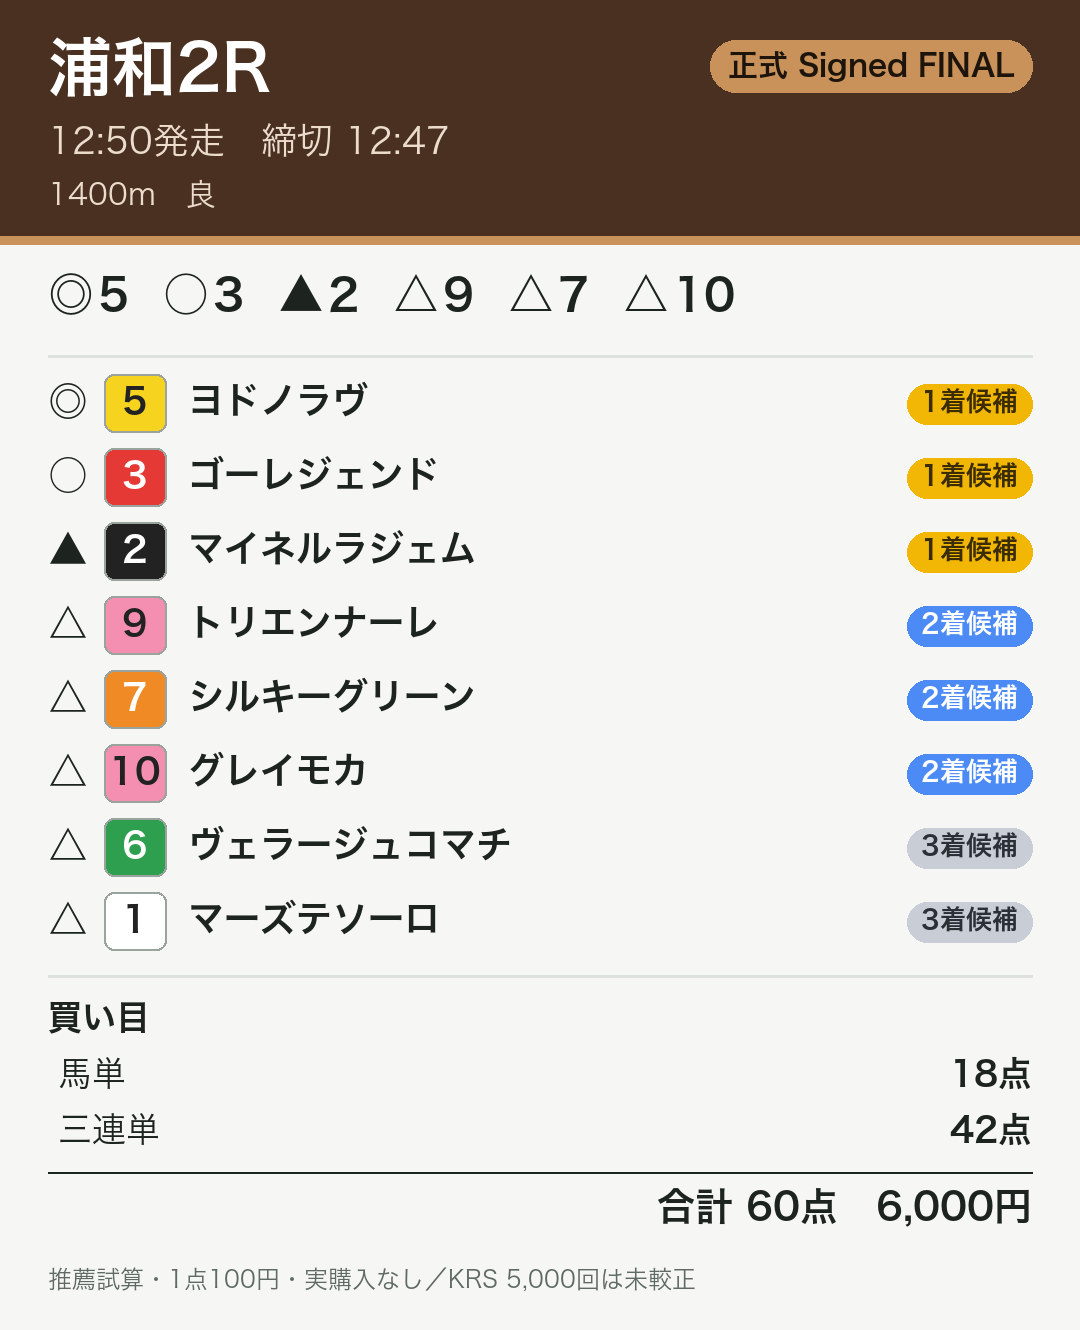 浦和2R
正式 Signed FINAL
12:50発走　締切 12:47
1400m　良
◎5 ○3 ▲2 △9 △7 △10
◎ 5 ヨドノラヴ 1着候補
○ 3 ゴーレジェンド 1着候補
▲ 2 マイネルラジェム 1着候補
△ 9 トリエンナーレ 2着候補
△ 7 シルキーグリーン 2着候補
△ 10 グレイモカ 2着候補
△ 6 ヴェラージュコマチ 3着候補
△ 1 マーズテソーロ 3着候補
買い目
馬単 18点
三連単 42点
合計 60点　6,000円
推薦試算・1点100円・実購入なし／KRS 5,000回は未較正